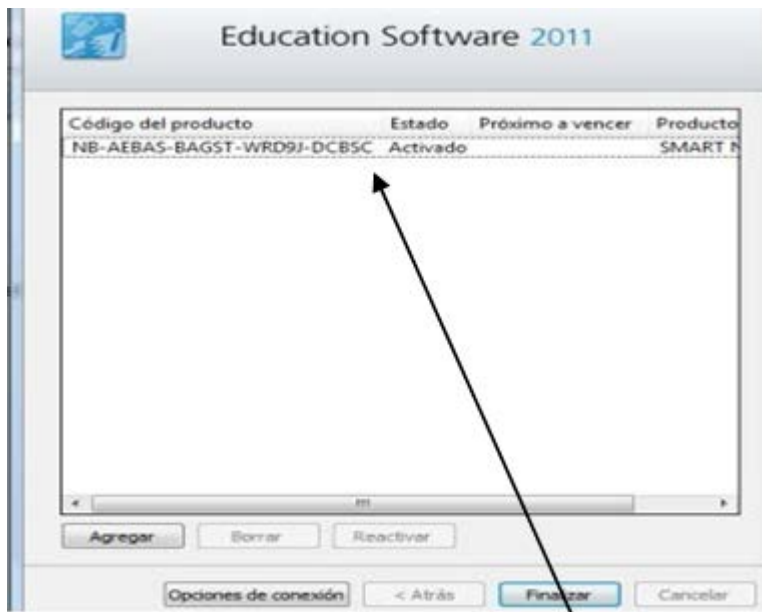 Education Software 2011
Código del producto Estado Próximo a vencer Producto
NB-AEBAS-BAGST-WRD9J-DCBSC Activado SMART N
Agregar Borrar Reactivar
Opciones de conexión < Atrás Finalizar Cancelar